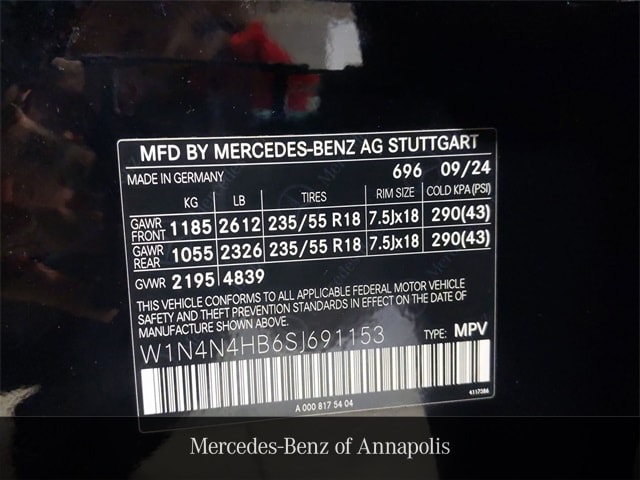 MFD BY MERCEDES-BENZ AG STUTTGART
MADE IN GERMANY 696 09/24
KG LB TIRES RIM SIZE COLD KPA(PSI)
GAWR FRONT 1185 2612 235/55 R18 7.5Jx18 290(43)
GAWR REAR 1055 2326 235/55 R18 7.5Jx18 290(43)
GVWR 2195 4839
THIS VEHICLE CONFORMS TO ALL APPLICABLE FEDERAL MOTOR VEHICLE
SAFETY AND THEFT PREVENTION STANDARDS IN EFFECT ON THE DATE
OF MANUFACTURE SHOWN ABOVE.
W1N4N4HB6SJ691153 TYPE: MPV
4117386
A 000 817 54 04
Mercedes-Benz of Annapolis